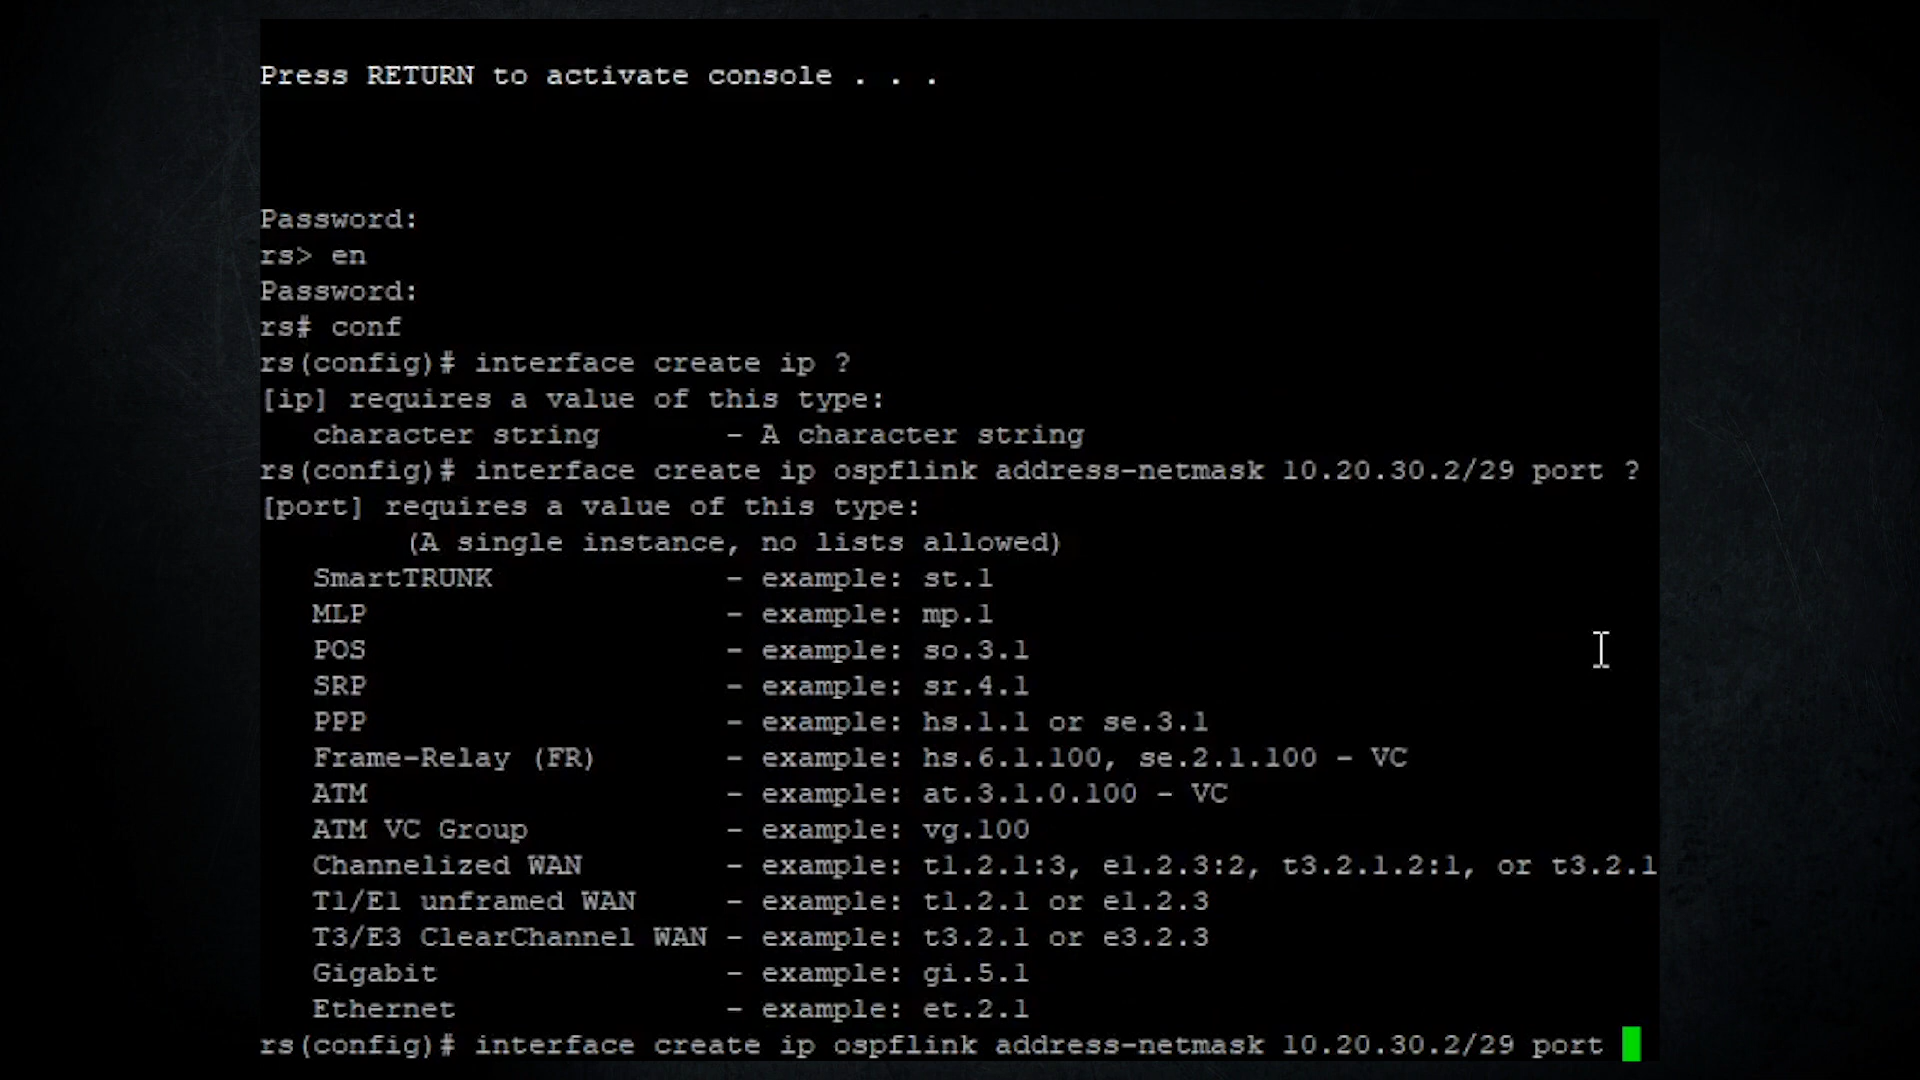 Press RETURN to activate console . . .
Password:
rs> en
Password:
rs# conf
rs(config)# interface create ip ?
[ip] requires a value of this type:
character string - A character string
rs(config)# interface create ip ospflink address-netmask 10.20.30.2/29 port ?
[port] requires a value of this type:
(A single instance, no lists allowed)
SmartTRUNK - example: st.1
MLP - example: mp.1
POS - example: so.3.1
SRP - example: sr.4.1
PPP - example: hs.1.1 or se.3.1
Frame-Relay (FR) - example: hs.6.1.100, se.2.1.100 - VC
ATM - example: at.3.1.0.100 - VC
ATM VC Group - example: vg.100
Channelized WAN - example: t1.2.1:3, e1.2.3:2, t3.2.1.2:1, or t3.2.1
T1/E1 unframed WAN - example: t1.2.1 or e1.2.3
T3/E3 ClearChannel WAN - example: t3.2.1 or e3.2.3
Gigabit - example: gi.5.1
Ethernet - example: et.2.1
rs(config)# interface create ip ospflink address-netmask 10.20.30.2/29 port